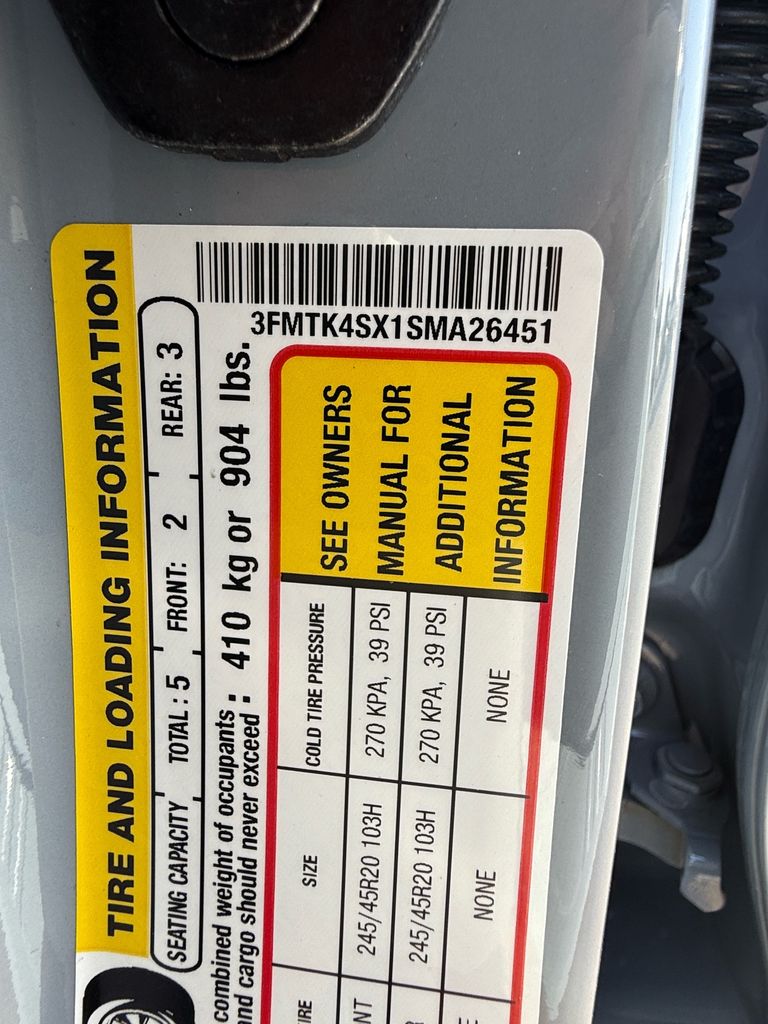 3FMTK4SX1SMA26451
TIRE AND LOADING INFORMATION
SEATING CAPACITY TOTAL : 5 FRONT: 2 REAR: 3
combined weight of occupants
and cargo should never exceed : 410 kg or 904 lbs.
SIZE COLD TIRE PRESSURE
245/45R20 103H 270 KPA, 39 PSI
245/45R20 103H 270 KPA, 39 PSI
NONE NONE
SEE OWNERS
MANUAL FOR
ADDITIONAL
INFORMATION